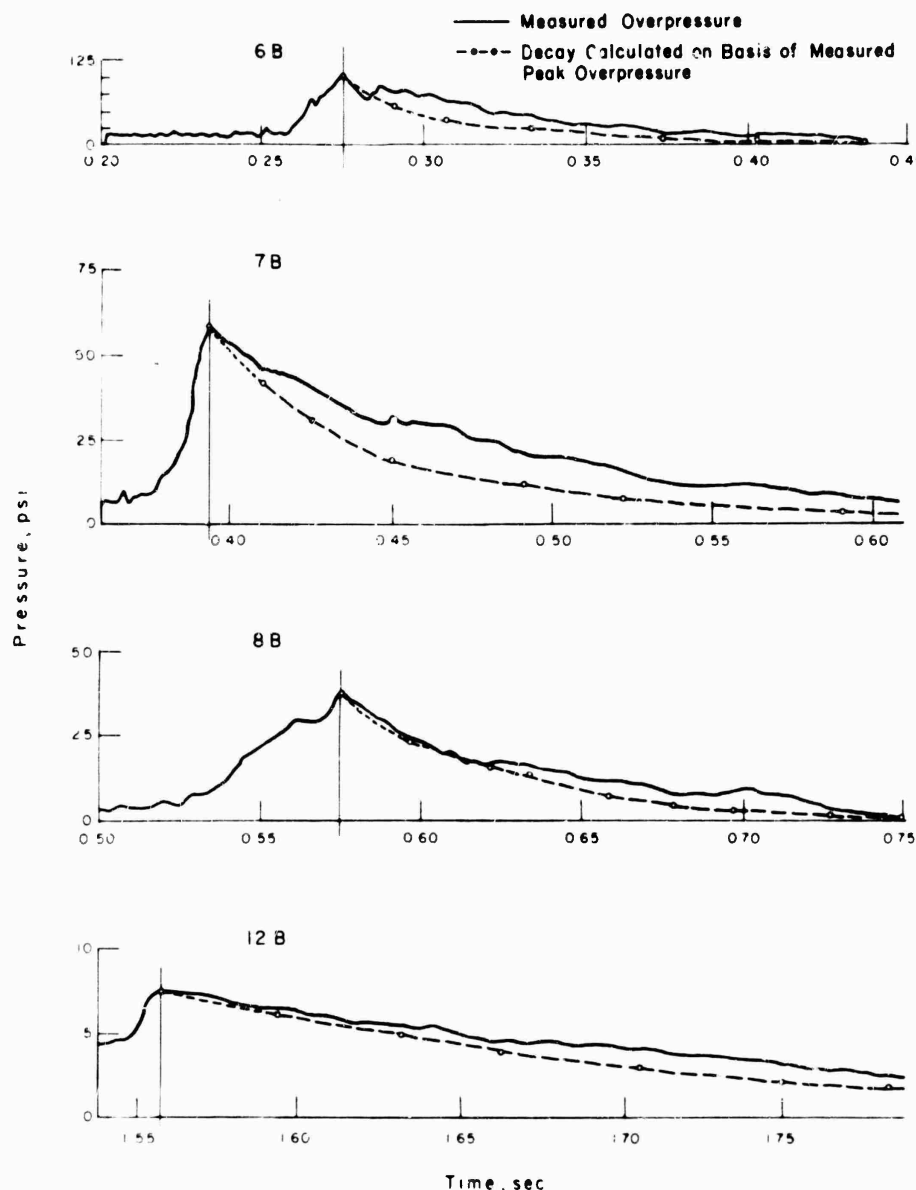 Measured Overpressure
Decay Calculated on Basis of Measured
Peak Overpressure
6 B
125
0
0 20 0 25 0 30 0 35 0 40 0 4
7 B
75
50
25
0
0 40 0 45 0 50 0 55 0 60
8 B
50
25
0
0 50 0 55 0 60 0 65 0 70 0 75
12 B
10
5
0
1 55 1 60 1 65 1 70 1 75
Pressure, psi
Time, sec